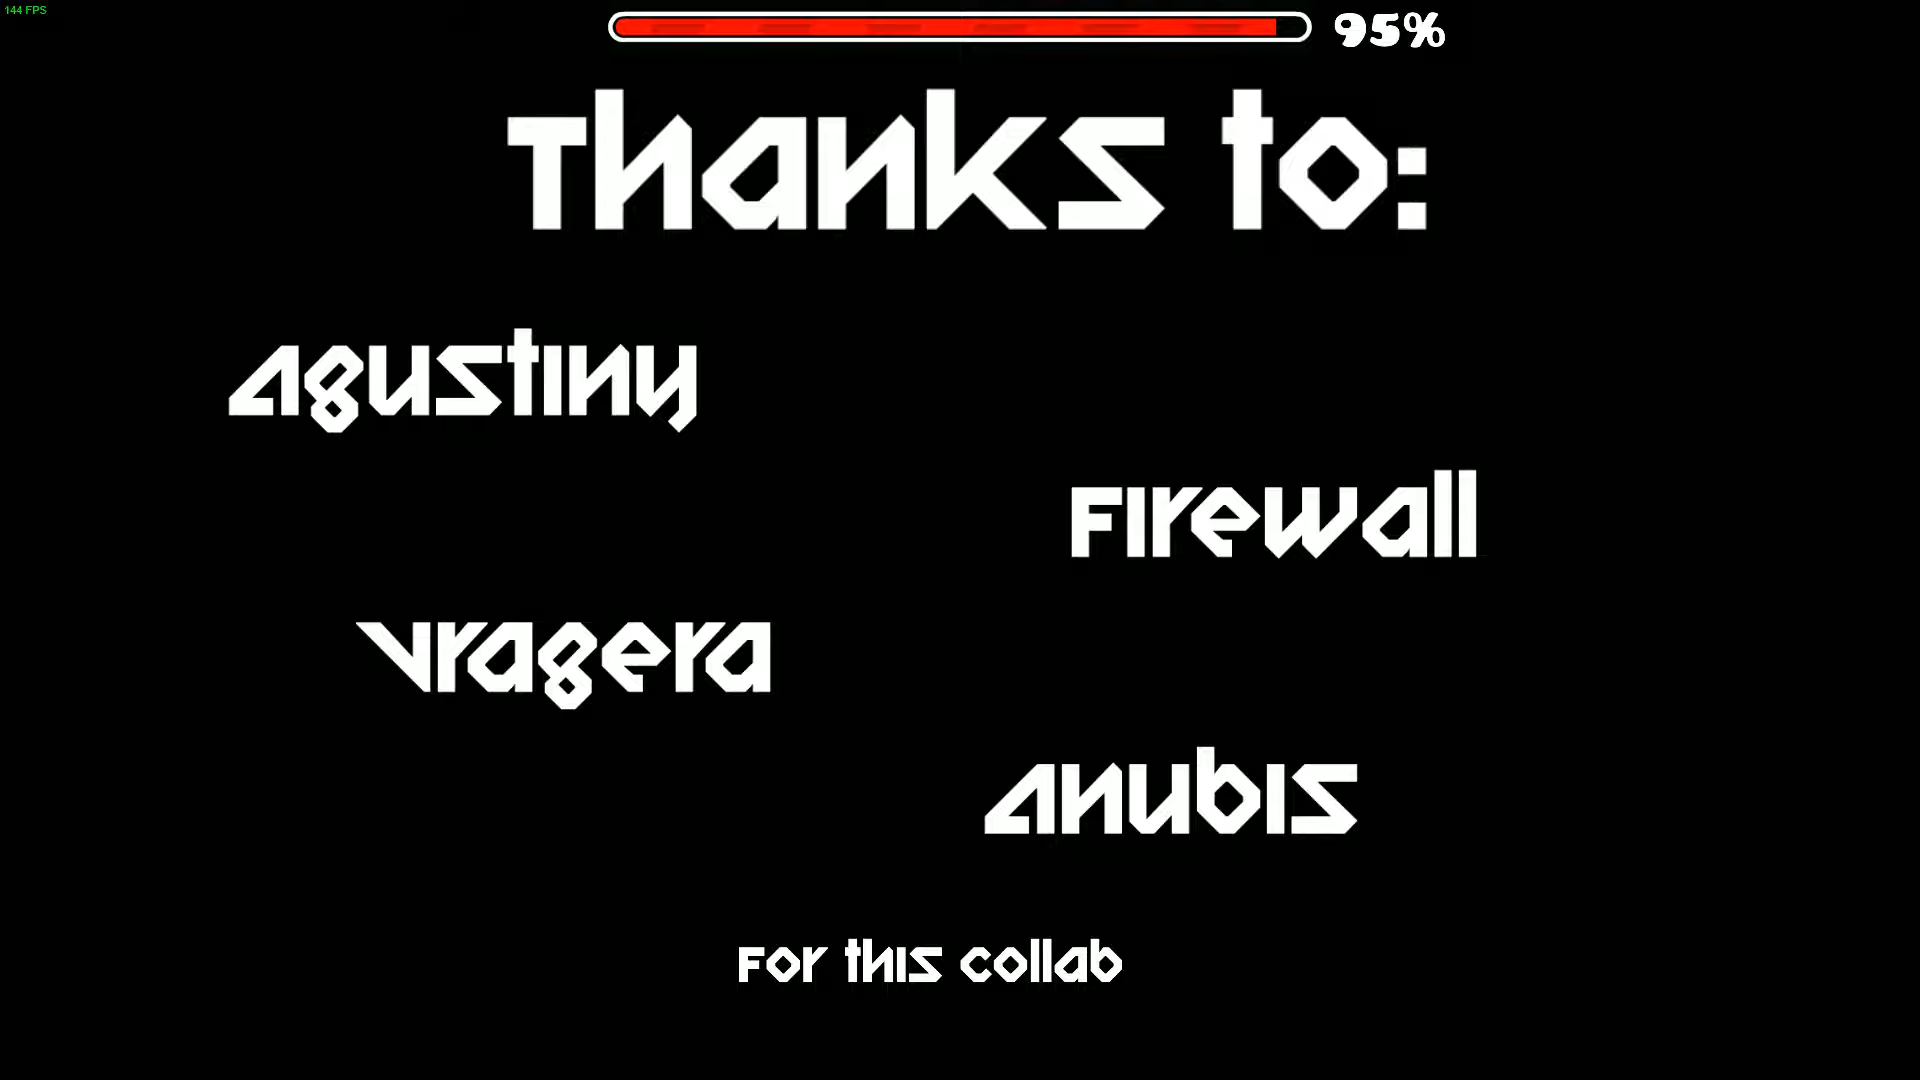 144 FPS
95%
Thanks to:
Agustiny
Firewall
Vragera
Anubis
For this collab